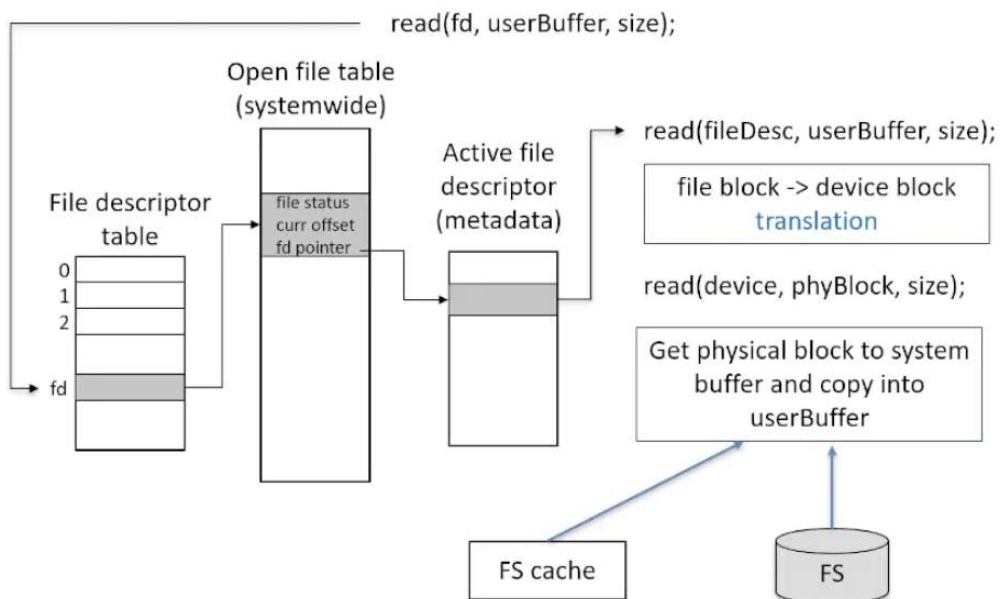 read(fd, userBuffer, size);
Open file table
(systemwide)
Active file
descriptor
(metadata)
read(fileDesc, userBuffer, size);
file block -> device block
translation
File descriptor
table
file status
curr offset
fd pointer
0
1
2
fd
read(device, phyBlock, size);
Get physical block to system
buffer and copy into
userBuffer
FS cache
FS